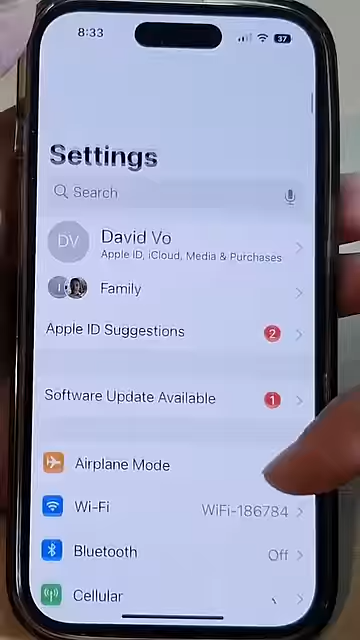 8:33
37
Settings
Search
DV
David Vo
Apple ID, iCloud, Media & Purchases
Family
Apple ID Suggestions
2
Software Update Available
1
Airplane Mode
Wi-Fi
WiFi-186784
Bluetooth
Off
Cellular